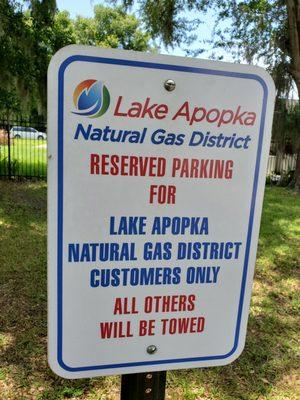 Lake Apopka
Natural Gas District
RESERVED PARKING
FOR
LAKE APOPKA
NATURAL GAS DISTRICT
CUSTOMERS ONLY
ALL OTHERS
WILL BE TOWED